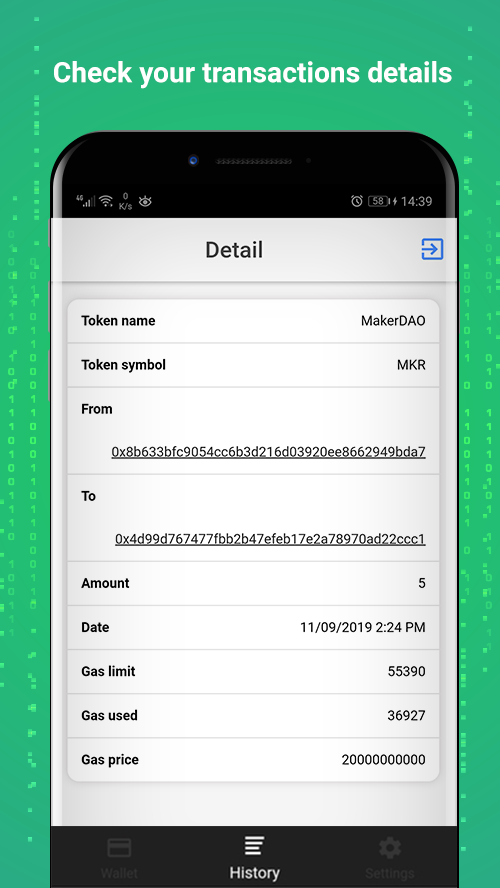 Check your transactions details
4G 0 K/s 58 14:39
Detail
Token name MakerDAO
Token symbol MKR
From
0x8b633bfc9054cc6b3d216d03920ee8662949bda7
To
0x4d99d767477fbb2b47efeb17e2a78970ad22ccc1
Amount 5
Date 11/09/2019 2:24 PM
Gas limit 55390
Gas used 36927
Gas price 20000000000
Wallet History Settings